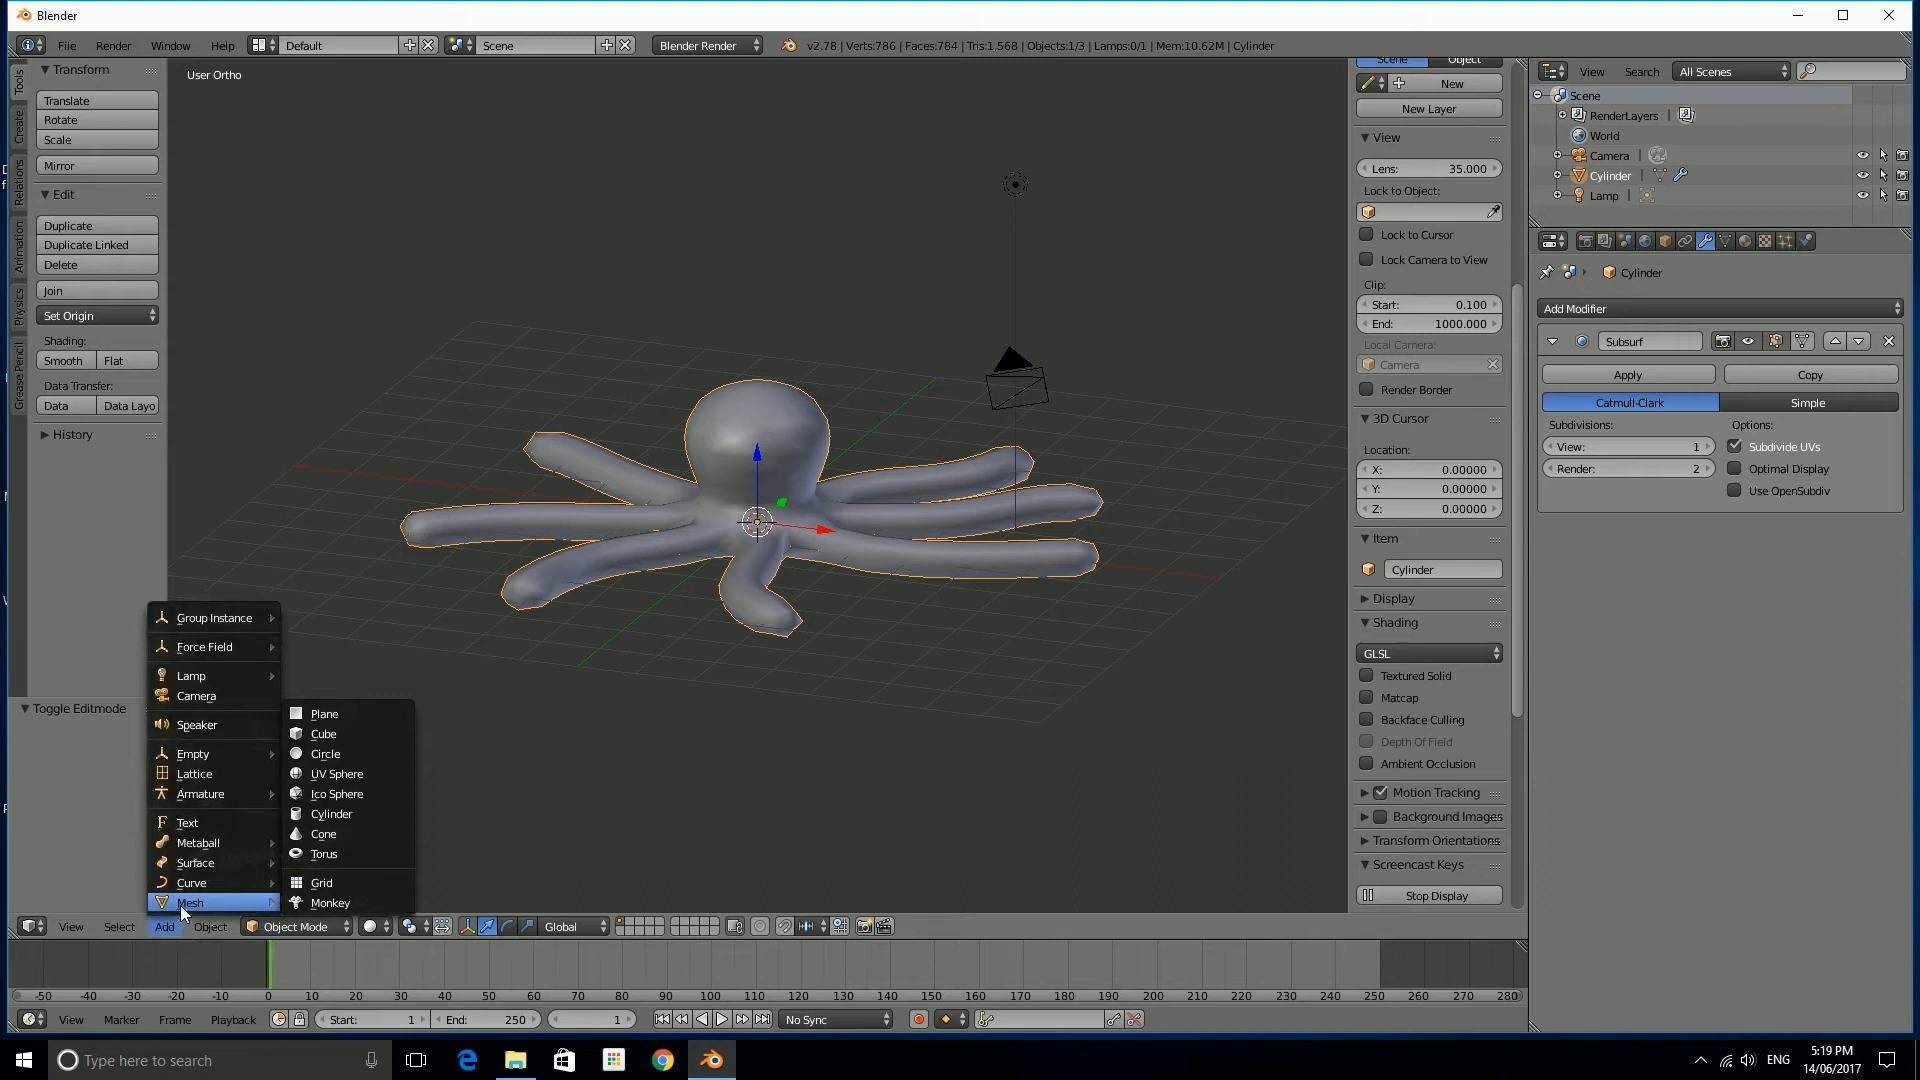 Blender
File Render Window Help Default Scene Blender Render v2.78 | Verts:786 | Faces:784 | Tris:1,568 | Objects:1/3 | Lamps:0/1 | Mem:10.62M | Cylinder
Tools
Create
Relations
Animation
Physics
Grease Pencil
Transform
Translate
Rotate
Scale
Mirror
Edit
Duplicate
Duplicate Linked
Delete
Join
Set Origin
Shading:
Smooth Flat
Data Transfer:
Data Data Layo
History
Toggle Editmode
User Ortho
Group Instance
Force Field
Lamp
Camera
Speaker
Empty
Lattice
Armature
Text
Metaball
Surface
Curve
Mesh
Plane
Cube
Circle
UV Sphere
Ico Sphere
Cylinder
Cone
Torus
Grid
Monkey
View Select Add Object Object Mode Global
Scene Object
New
New Layer
View
Lens: 35.000
Lock to Object:
Lock to Cursor
Lock Camera to View
Clip:
Start: 0.100
End: 1000.000
Local Camera:
Camera
Render Border
3D Cursor
Location:
X: 0.00000
Y: 0.00000
Z: 0.00000
Item
Cylinder
Display
Shading
GLSL
Textured Solid
Matcap
Backface Culling
Depth Of Field
Ambient Occlusion
Motion Tracking
Background Images
Transform Orientations
Screencast Keys
Stop Display
View Search All Scenes
Scene
RenderLayers
World
Camera
Cylinder
Lamp
Cylinder
Add Modifier
Subsurf
Apply Copy
Catmull-Clark Simple
Subdivisions: Options:
View: 1 Subdivide UVs
Render: 2 Optimal Display
Use OpenSubdiv
-50 -40 -30 -20 -10 0 10 20 30 40 50 60 70 80 90 100 110 120 130 140 150 160 170 180 190 200 210 220 230 240 250 260 270 280
View Marker Frame Playback Start: 1 End: 250 1 No Sync
Type here to search
ENG
5:19 PM
14/06/2017